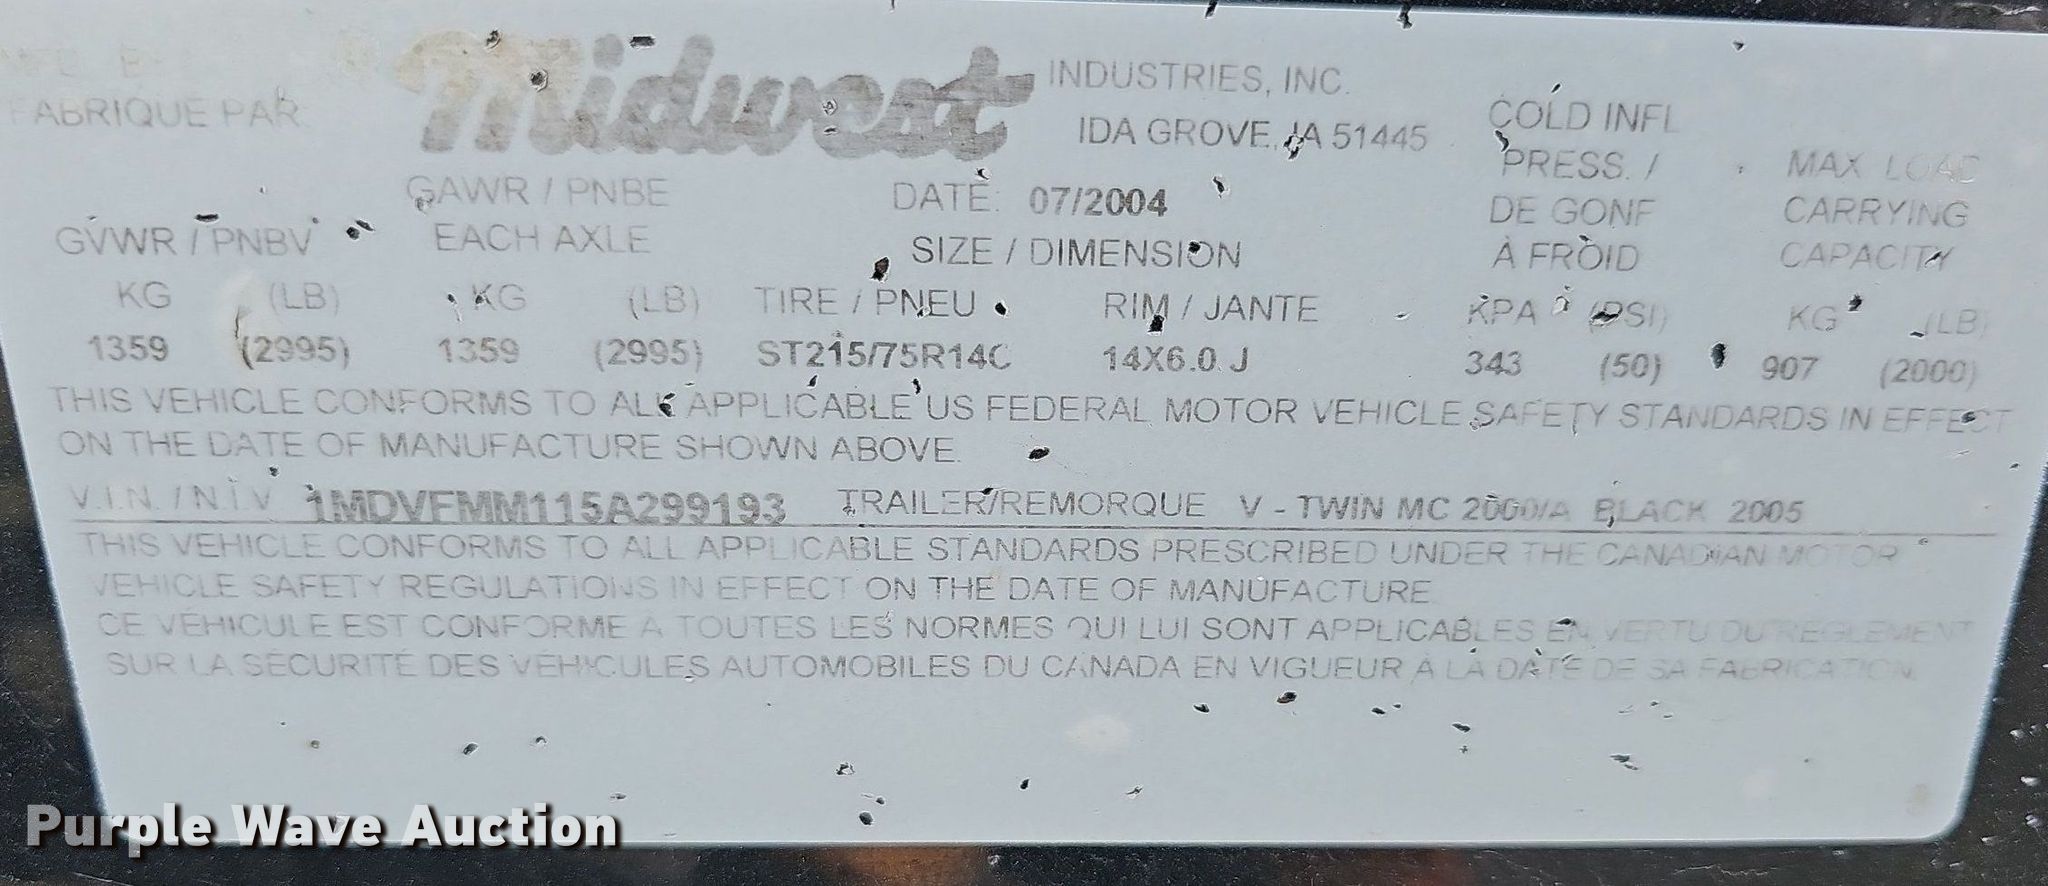 MFD. BY
FABRIQUE PAR: Midwest INDUSTRIES, INC.
IDA GROVE, IA 51445
GVWR / PNBV
KG (LB)
1359 (2995)
GAWR / PNBE
EACH AXLE
KG (LB)
1359 (2995)
DATE: 07/2004
SIZE / DIMENSION
TIRE / PNEU RIM / JANTE
ST215/75R14C 14X6.0 J
COLD INFL
PRESS. /
DE GONF
À FROID
KPA (PSI)
343 (50)
MAX LOAD
CARRYING
CAPACITY
KG (LB)
907 (2000)
THIS VEHICLE CONFORMS TO ALL APPLICABLE US FEDERAL MOTOR VEHICLE SAFETY STANDARDS IN EFFECT
ON THE DATE OF MANUFACTURE SHOWN ABOVE.
V.I.N. / N.I.V 1MDVFMM115A299193 TRAILER/REMORQUE V - TWIN MC 2000/A BLACK 2005
THIS VEHICLE CONFORMS TO ALL APPLICABLE STANDARDS PRESCRIBED UNDER THE CANADIAN MOTOR
VEHICLE SAFETY REGULATIONS IN EFFECT ON THE DATE OF MANUFACTURE.
CE VÉHICULE EST CONFORME À TOUTES LES NORMES QUI LUI SONT APPLICABLES EN VERTU DU RÈGLEMENT
SUR LA SÉCURITÉ DES VÉHICULES AUTOMOBILES DU CANADA EN VIGUEUR À LA DATE DE SA FABRICATION.
Purple Wave Auction